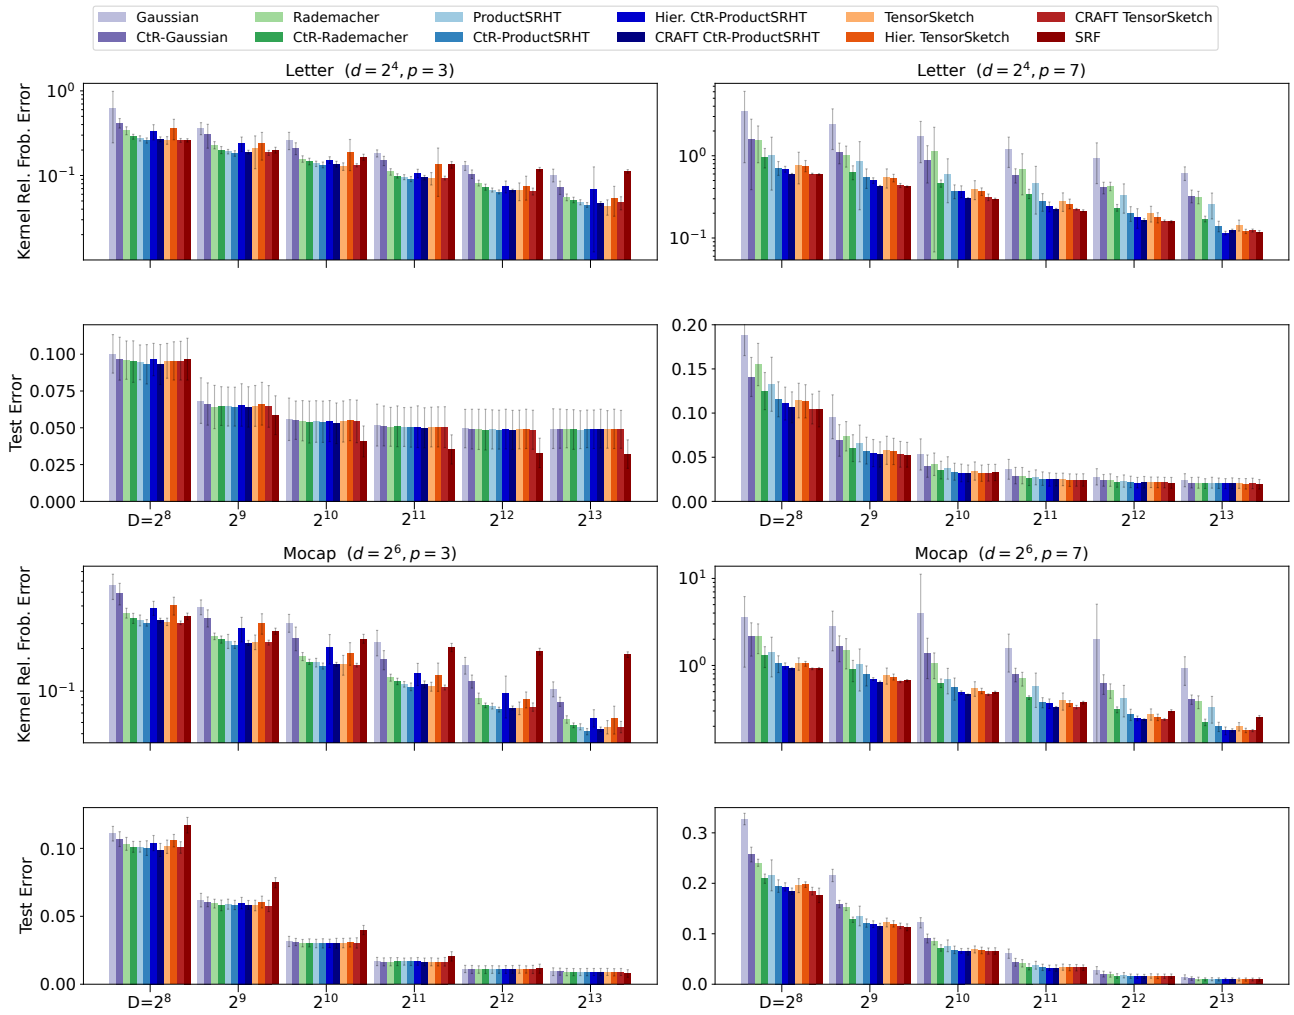 Gaussian Rademacher ProductSRHT Hier. CtR-ProductSRHT TensorSketch CRAFT TensorSketch
CtR-Gaussian CtR-Rademacher CtR-ProductSRHT CRAFT CtR-ProductSRHT Hier. TensorSketch SRF
Letter (d = 2⁴, p = 3)
Kernel Rel. Frob. Error
10⁰
10⁻¹
Letter (d = 2⁴, p = 7)
10⁰
10⁻¹
Test Error
0.100
0.075
0.050
0.025
0.000
D=2⁸ 2⁹ 2¹⁰ 2¹¹ 2¹² 2¹³
0.20
0.15
0.10
0.05
0.00
D=2⁸ 2⁹ 2¹⁰ 2¹¹ 2¹² 2¹³
Mocap (d = 2⁶, p = 3)
Kernel Rel. Frob. Error
10⁻¹
Mocap (d = 2⁶, p = 7)
10¹
10⁰
Test Error
0.10
0.05
0.00
D=2⁸ 2⁹ 2¹⁰ 2¹¹ 2¹² 2¹³
0.3
0.2
0.1
0.0
D=2⁸ 2⁹ 2¹⁰ 2¹¹ 2¹² 2¹³